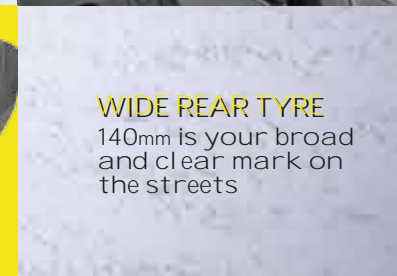 WIDE REAR TYRE
140mm is your broad
and clear mark on
the streets